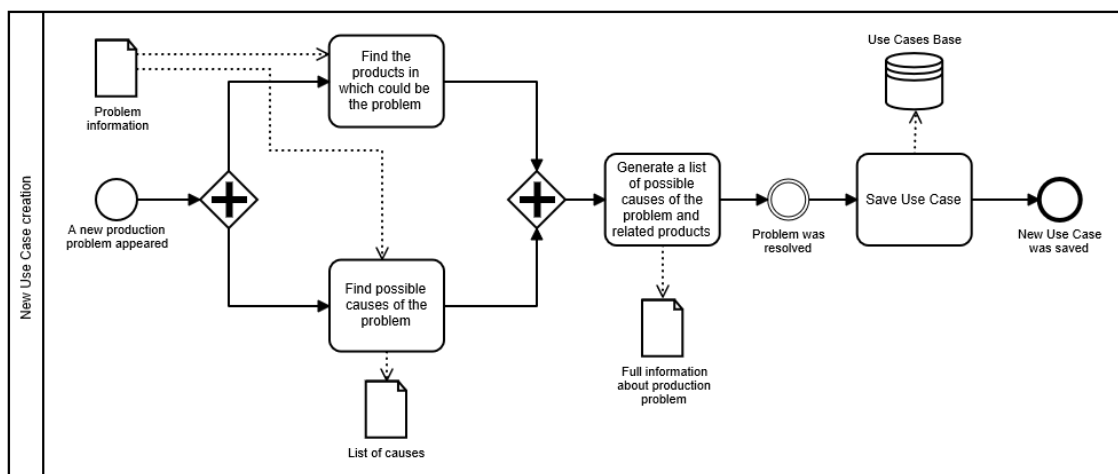 New Use Case creation
Problem
information
A new production
problem appeared
Find the
products in
which could be
the problem
Find possible
causes of the
problem
List of causes
Generate a list
of possible
causes of the
problem and
related products
Full information
about production
problem
Problem was
resolved
Use Cases Base
Save Use Case
New Use Case
was saved